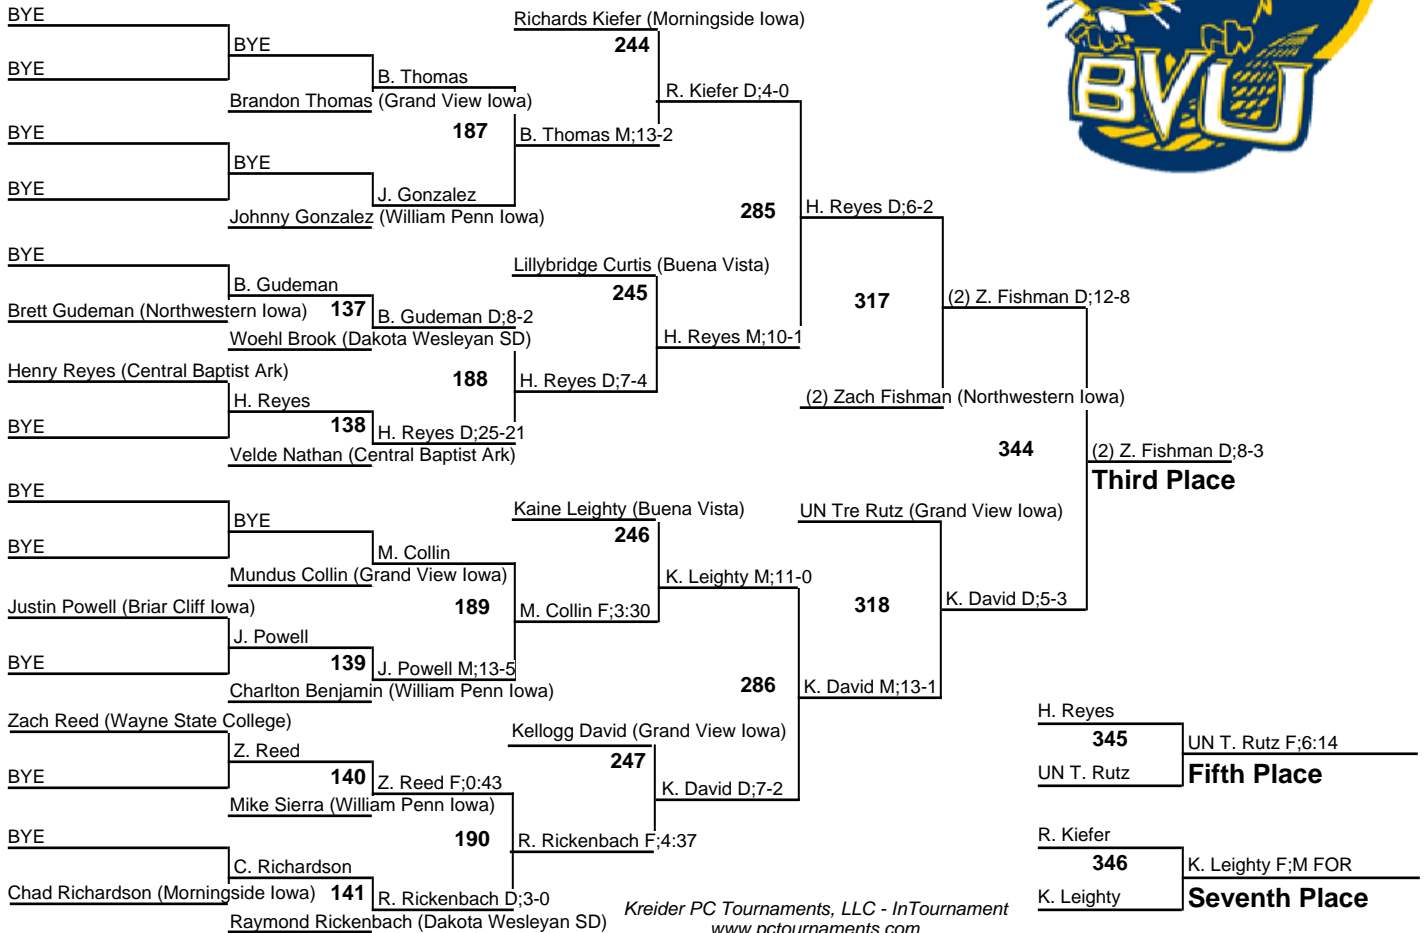 BYE
Richards Kiefer (Morningside Iowa)
BYE
244
BYE
B. Thomas
R. Kiefer D;4-0
Brandon Thomas (Grand View Iowa)
BYE
187
B. Thomas M;13-2
BYE
BYE
J. Gonzalez
H. Reyes D;6-2
Johnny Gonzalez (William Penn Iowa)
285
BYE
Lillybridge Curtis (Buena Vista)
B. Gudeman
245
317
(2) Z. Fishman D;12-8
Brett Gudeman (Northwestern Iowa)
137
B. Gudeman D;8-2
Woehl Brook (Dakota Wesleyan SD)
H. Reyes M;10-1
Henry Reyes (Central Baptist Ark)
188
H. Reyes D;7-4
H. Reyes
(2) Zach Fishman (Northwestern Iowa)
BYE
138
H. Reyes D;25-21
Velde Nathan (Central Baptist Ark)
344
(2) Z. Fishman D;8-3
Third Place
BYE
Kaine Leighty (Buena Vista)
UN Tre Rutz (Grand View Iowa)
BYE
246
BYE
M. Collin
Mundus Collin (Grand View Iowa)
K. Leighty M;11-0
Justin Powell (Briar Cliff Iowa)
189
M. Collin F;3:30
318
K. David D;5-3
J. Powell
BYE
139
J. Powell M;13-5
Charlton Benjamin (William Penn Iowa)
286
K. David M;13-1
Zach Reed (Wayne State College)
Kellogg David (Grand View Iowa)
H. Reyes
Z. Reed
247
345
UN T. Rutz F;6:14
BYE
140
Z. Reed F;0:43
K. David D;7-2
UN T. Rutz
Fifth Place
Mike Sierra (William Penn Iowa)
BYE
190
R. Rickenbach F;4:37
R. Kiefer
C. Richardson
346
K. Leighty F;M FOR
Chad Richardson (Morningside Iowa)
141
R. Rickenbach D;3-0
K. Leighty
Seventh Place
Raymond Rickenbach (Dakota Wesleyan SD)
Kreider PC Tournaments, LLC - InTournament
www.pctournaments.com
BVU